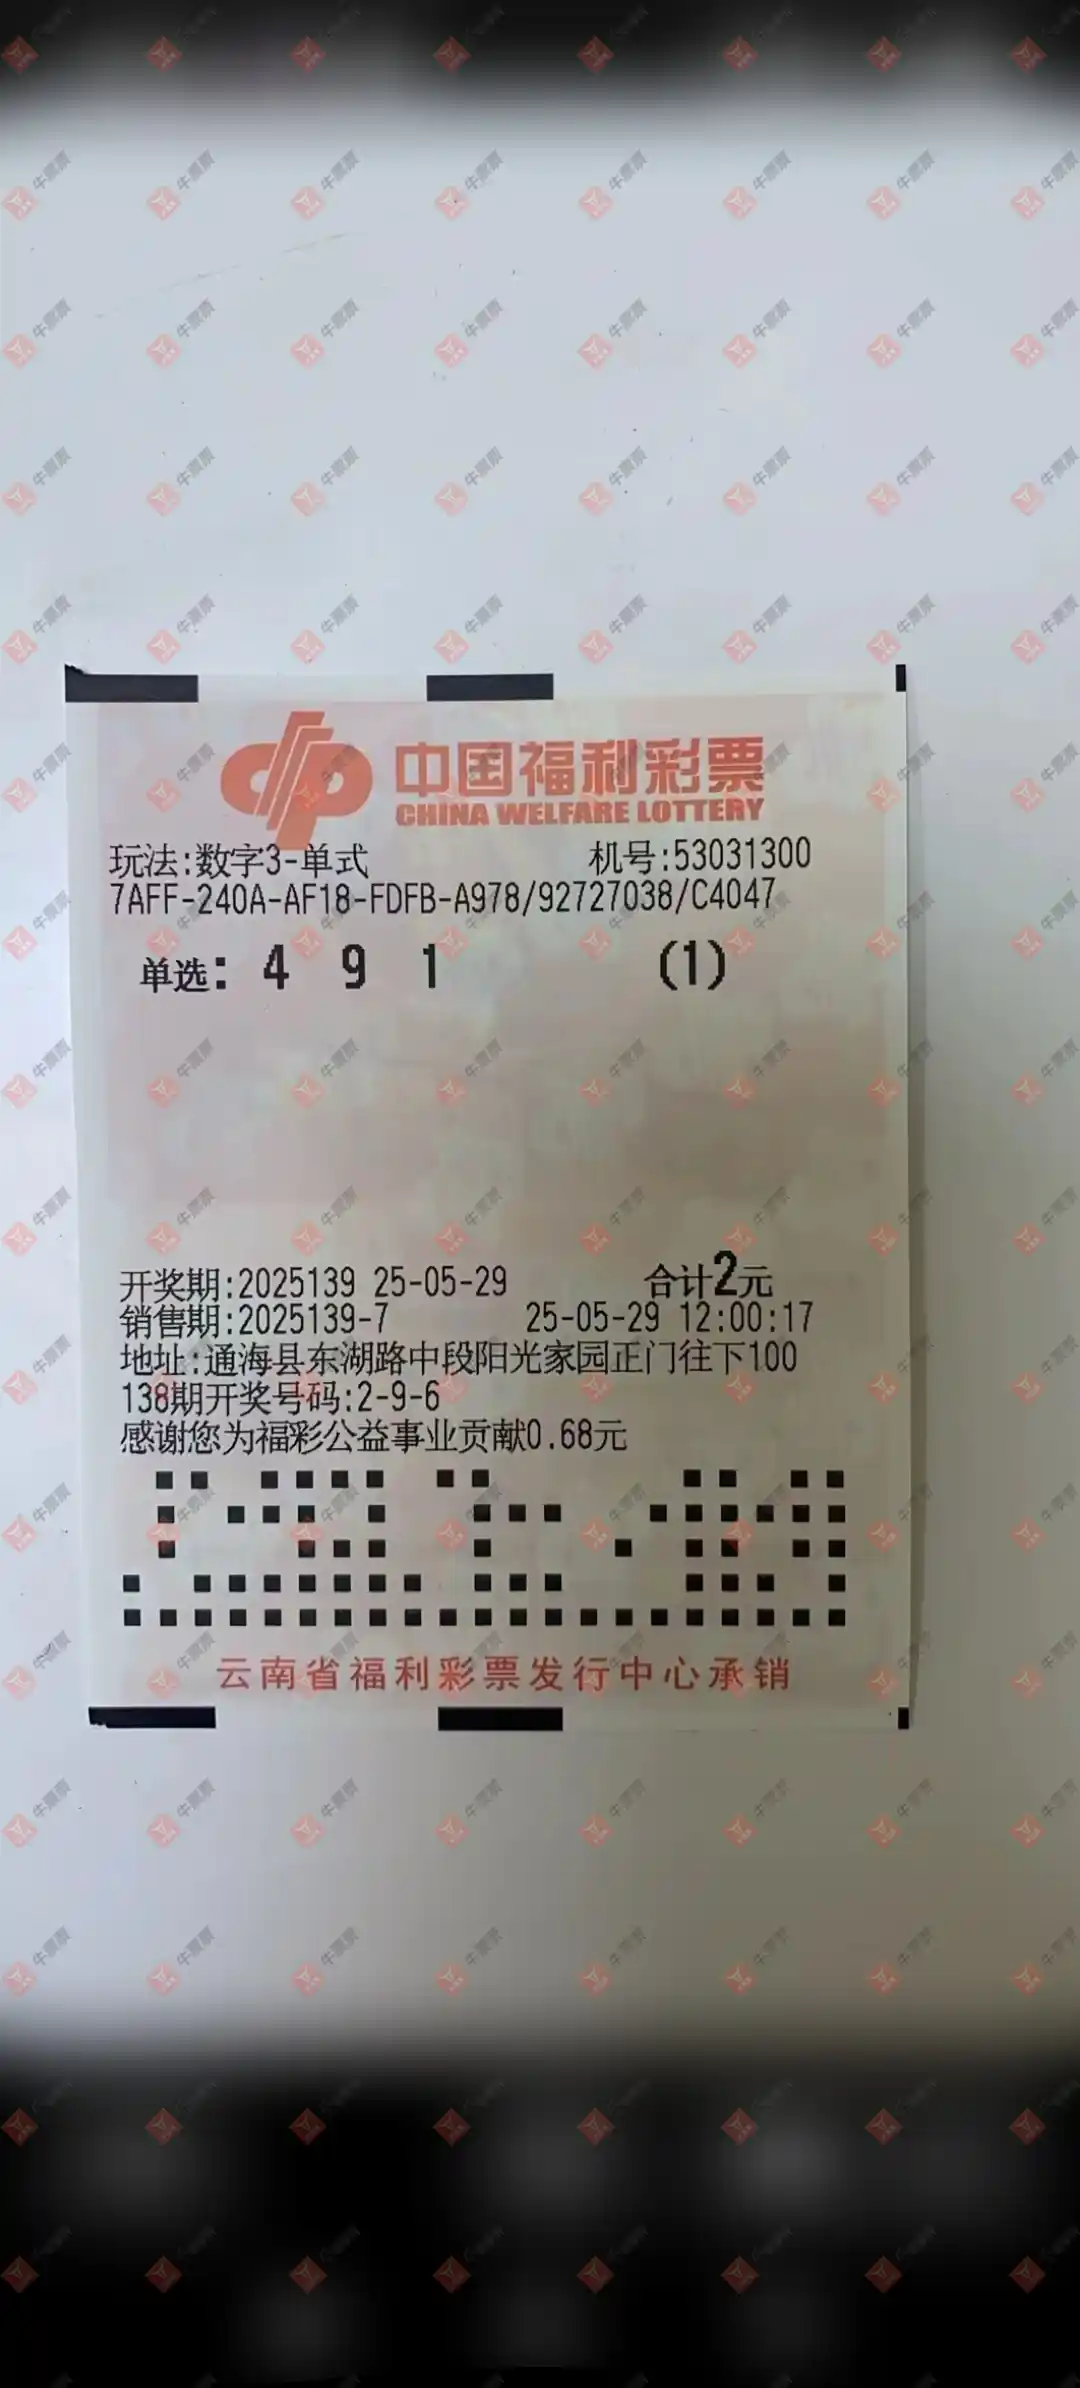 中国福利彩票
CHINA WELFARE LOTTERY
玩法:数字3-单式 机号:53031300
7AFF-240A-AF18-FDFB-A978/92727038/C4047
单选: 4 9 1 (1)
开奖期:2025139 25-05-29 合计2元
销售期:2025139-7 25-05-29 12:00:17
地址:通海县东湖路中段阳光家园正门往下100
138期开奖号码:2-9-6
感谢您为福彩公益事业贡献0.68元
云南省福利彩票发行中心承销
牛票票